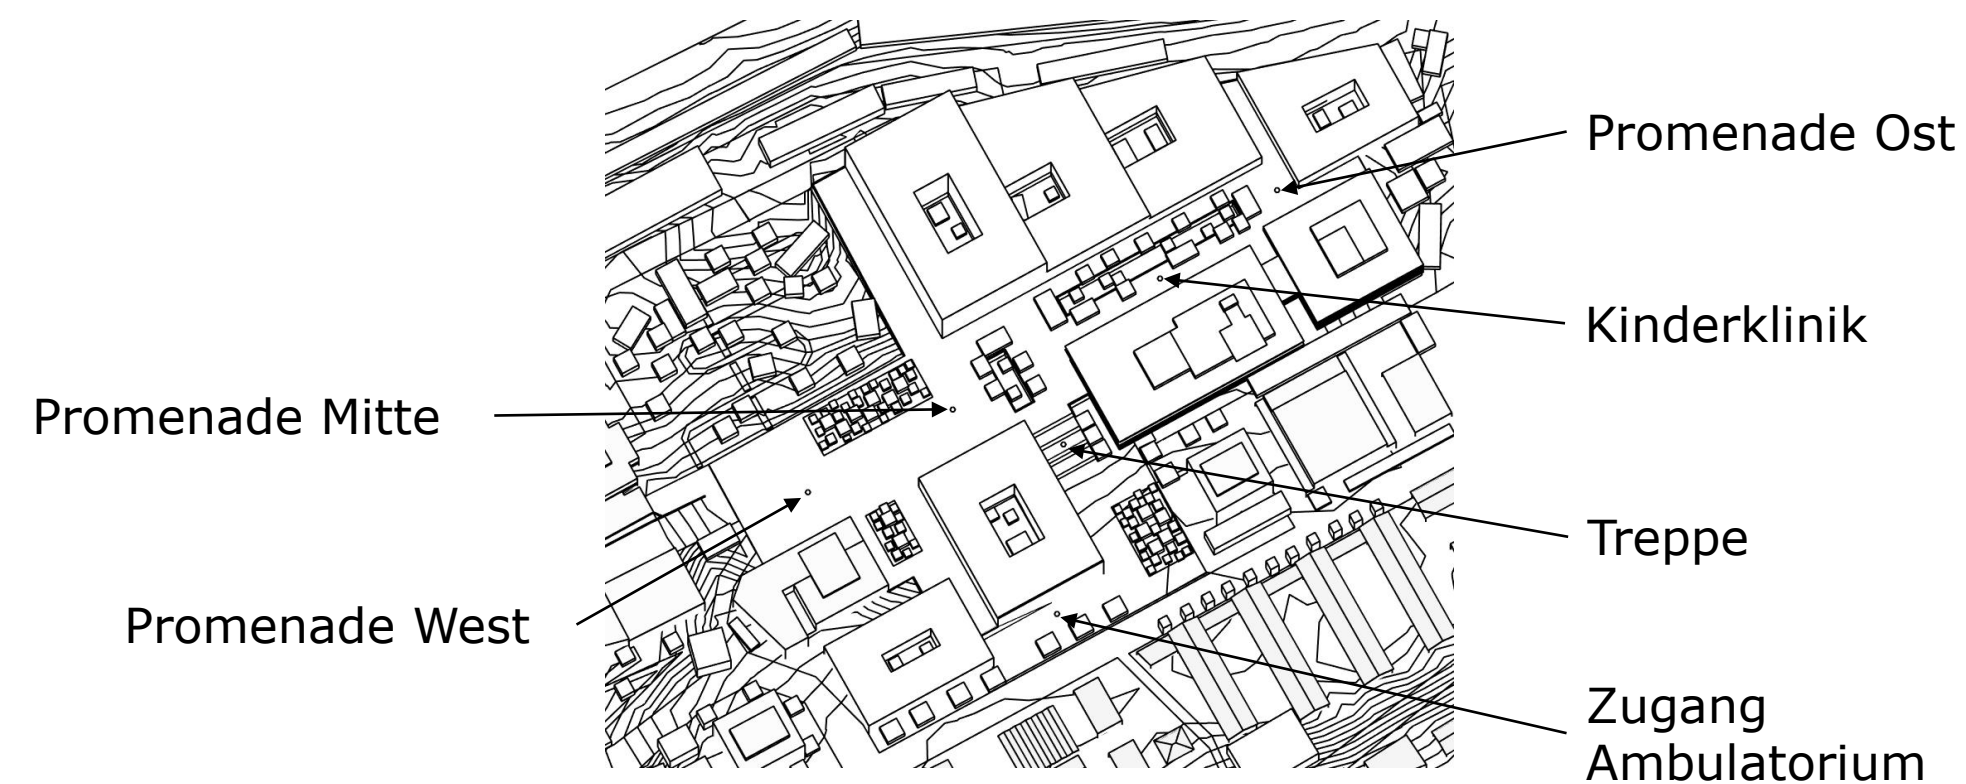 Promenade Ost
Kinderklinik
Promenade Mitte
Treppe
Promenade West
Zugang
Ambulatorium